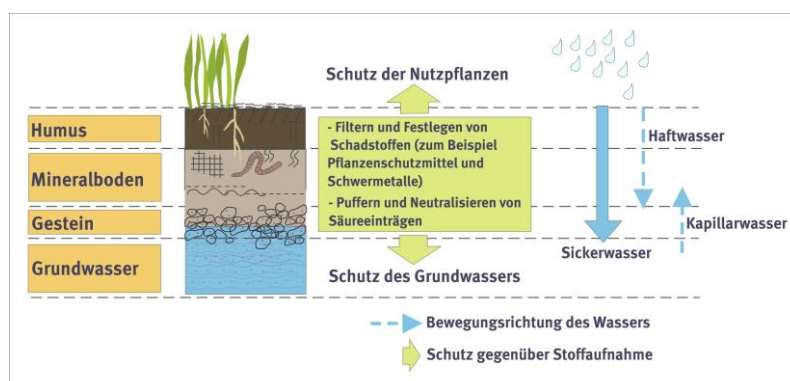 Schutz der Nutzpflanzen
Humus
Mineralboden
Gestein
Grundwasser
- Filtern und Festlegen von
Schadstoffen (zum Beispiel
Pflanzenschutzmittel und
Schwermetalle)
- Puffern und Neutralisieren von
Säureeinträgen
Schutz des Grundwassers
Haftwasser
Kapillarwasser
Sickerwasser
Bewegungsrichtung des Wassers
Schutz gegenüber Stoffaufnahme